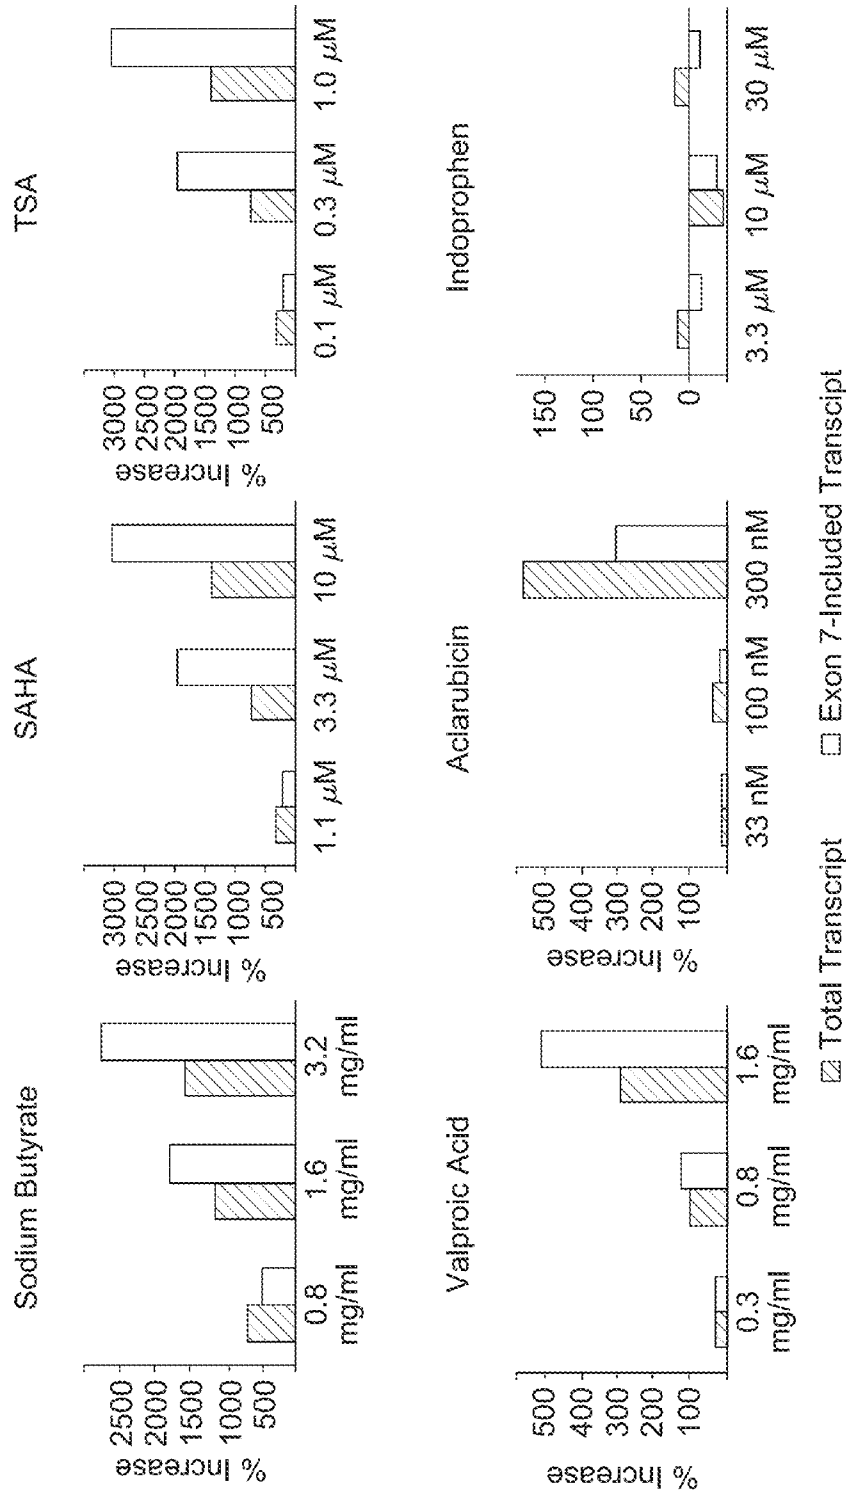 Sodium Butyrate
% Increase
2500
2000
1500
1000
500
0.8
mg/ml
1.6
mg/ml
3.2
mg/ml
SAHA
% Increase
3000
2500
2000
1500
1000
500
1.1 µM
3.3 µM
10 µM
TSA
% Increase
3000
2500
2000
1500
1000
500
0.1 µM
0.3 µM
1.0 µM
Valproic Acid
% Increase
500
400
300
200
100
0.3
mg/ml
0.8
mg/ml
1.6
mg/ml
Aclarubicin
% Increase
500
400
300
200
100
33 nM
100 nM
300 nM
Indoprophen
150
100
50
0
3.3 µM
10 µM
30 µM
Total Transcript
Exon 7-Included Transcipt